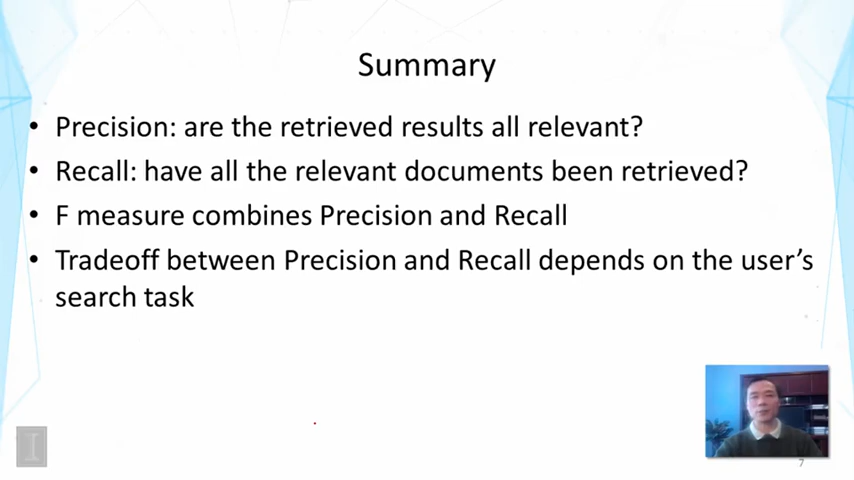 Summary
• Precision: are the retrieved results all relevant?
• Recall: have all the relevant documents been retrieved?
• F measure combines Precision and Recall
• Tradeoff between Precision and Recall depends on the user’s
search task
I
7